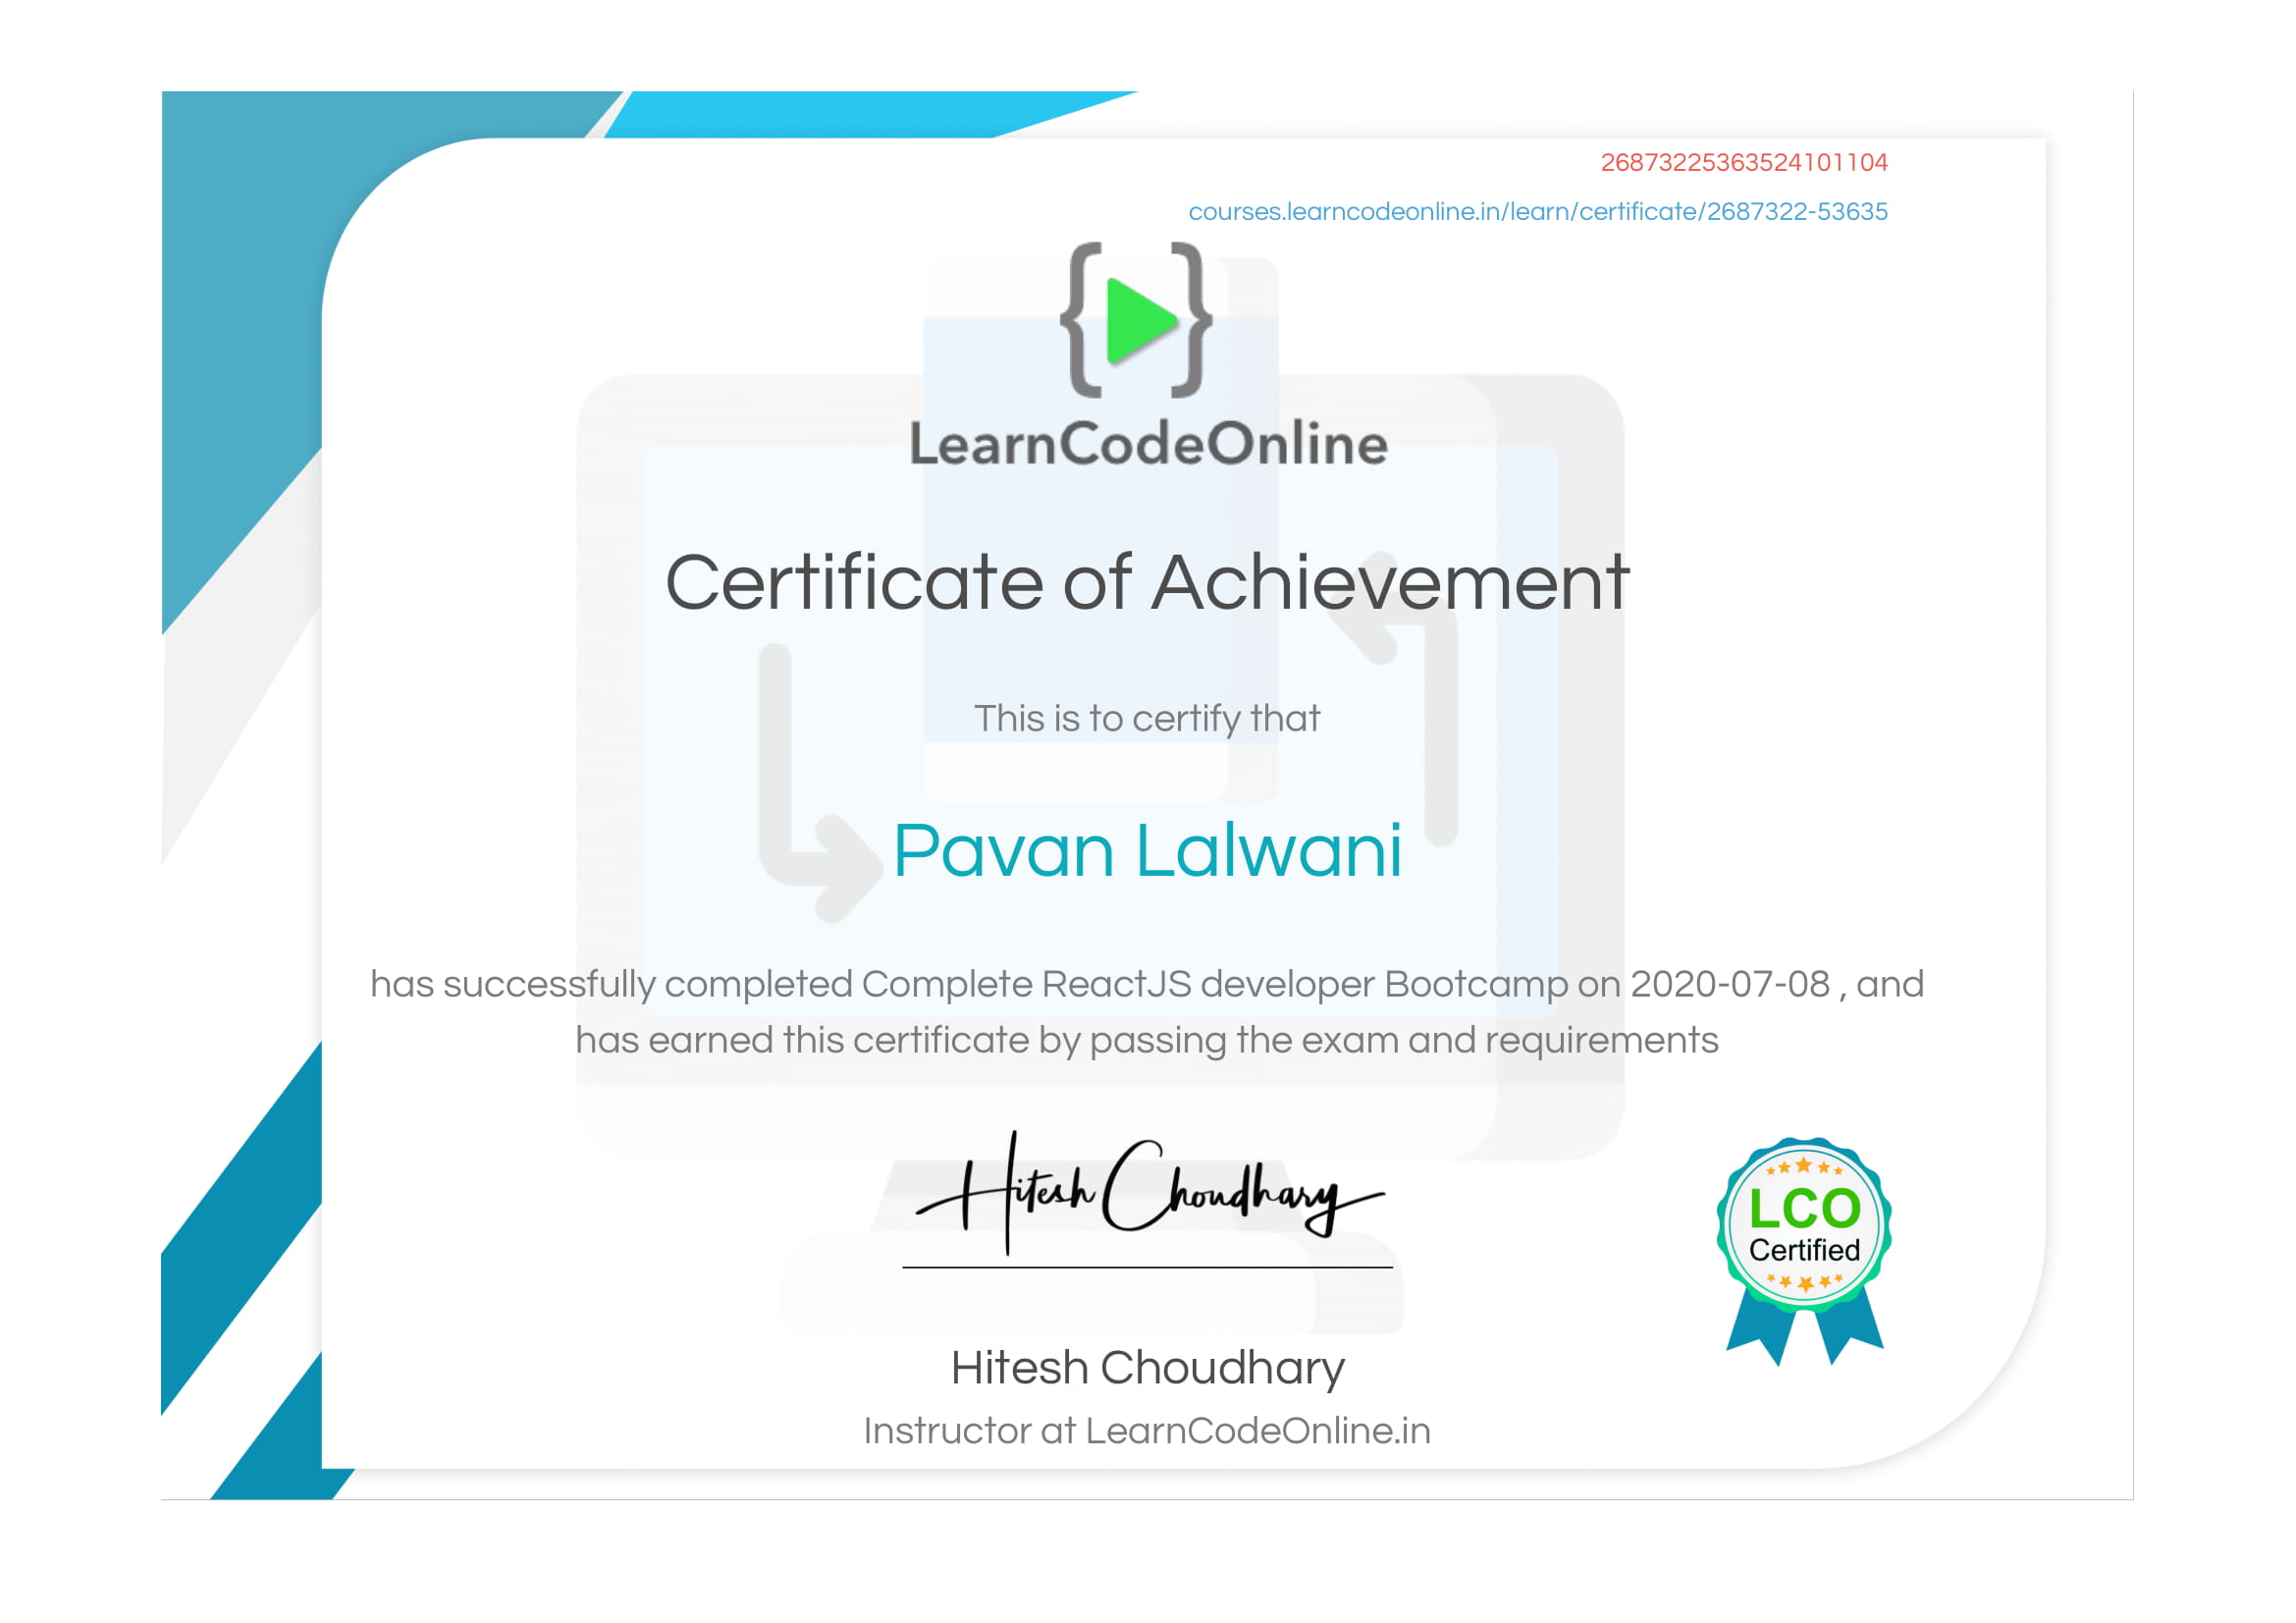 26873225363524101104
courses.learncodeonline.in/learn/certificate/2687322-53635
LearnCodeOnline
Certificate of Achievement
This is to certify that
Pavan Lalwani
has successfully completed Complete ReactJS developer Bootcamp on 2020-07-08 , and
has earned this certificate by passing the exam and requirements
Hitesh Choudhary
LCO
Certified
Hitesh Choudhary
Instructor at LearnCodeOnline.in